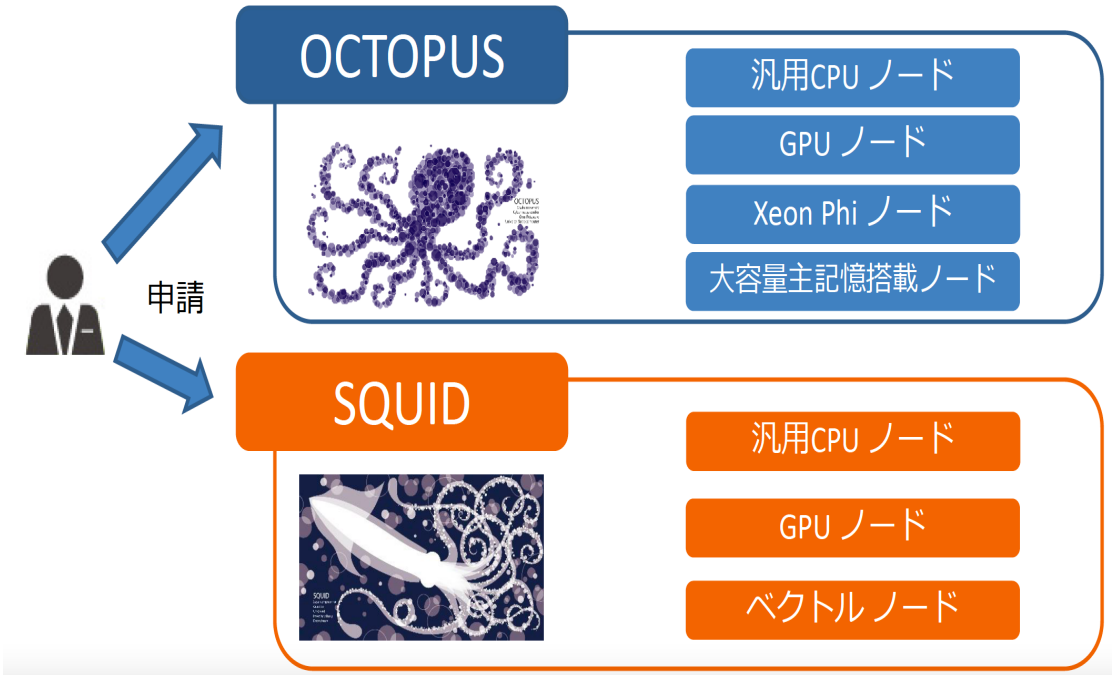 OCTOPUS
汎用CPU ノード
GPU ノード
Xeon Phi ノード
大容量主記憶搭載ノード
OCTOPUS
申請
SQUID
汎用CPU ノード
GPU ノード
ベクトル ノード
SQUID